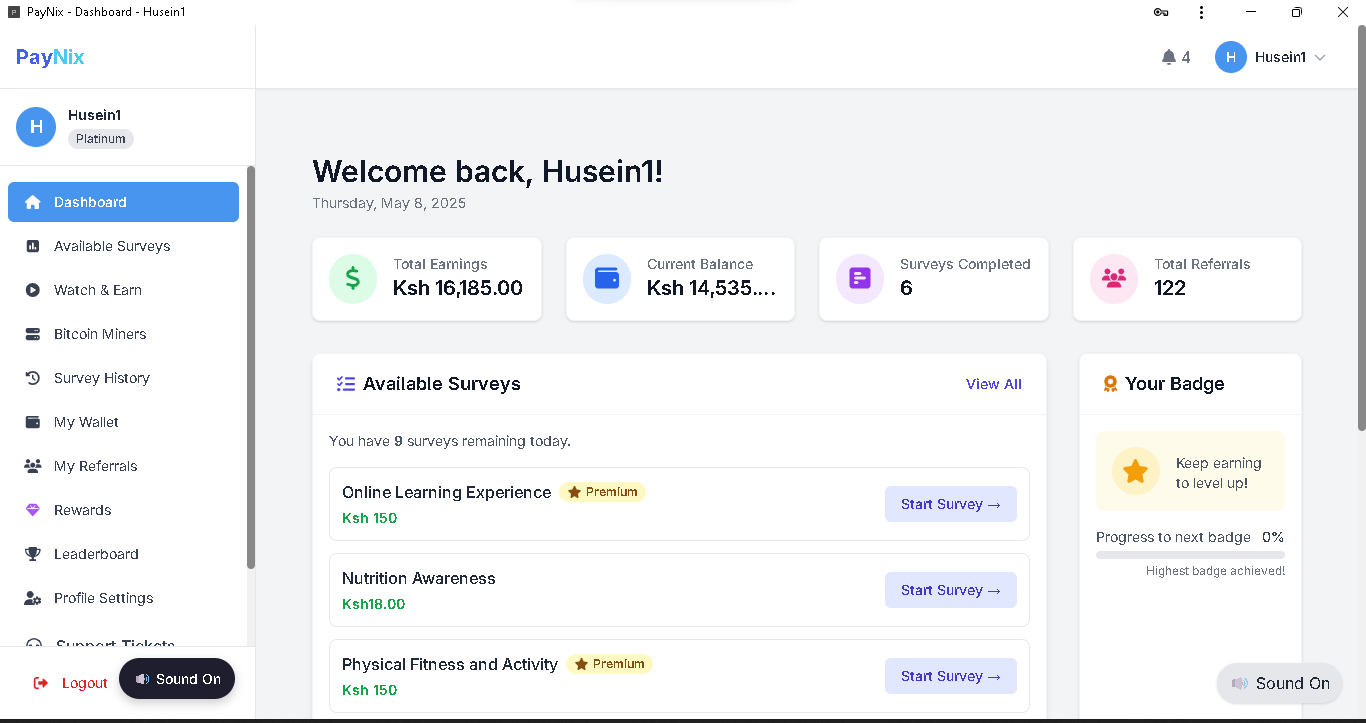 PayNix - Dashboard - Husein1
PayNix
4
H
Husein1
H
Husein1
Platinum
Dashboard
Available Surveys
Watch & Earn
Bitcoin Miners
Survey History
My Wallet
My Referrals
Rewards
Leaderboard
Profile Settings
Support Tickets
Logout
Sound On
Welcome back, Husein1!
Thursday, May 8, 2025
Total Earnings
Ksh 16,185.00
Current Balance
Ksh 14,535....
Surveys Completed
6
Total Referrals
122
Available Surveys
View All
You have 9 surveys remaining today.
Online Learning Experience
Premium
Ksh 150
Start Survey →
Nutrition Awareness
Ksh18.00
Start Survey →
Physical Fitness and Activity
Premium
Ksh 150
Start Survey →
Your Badge
Keep earning
to level up!
Progress to next badge 0%
Highest badge achieved!
Sound On